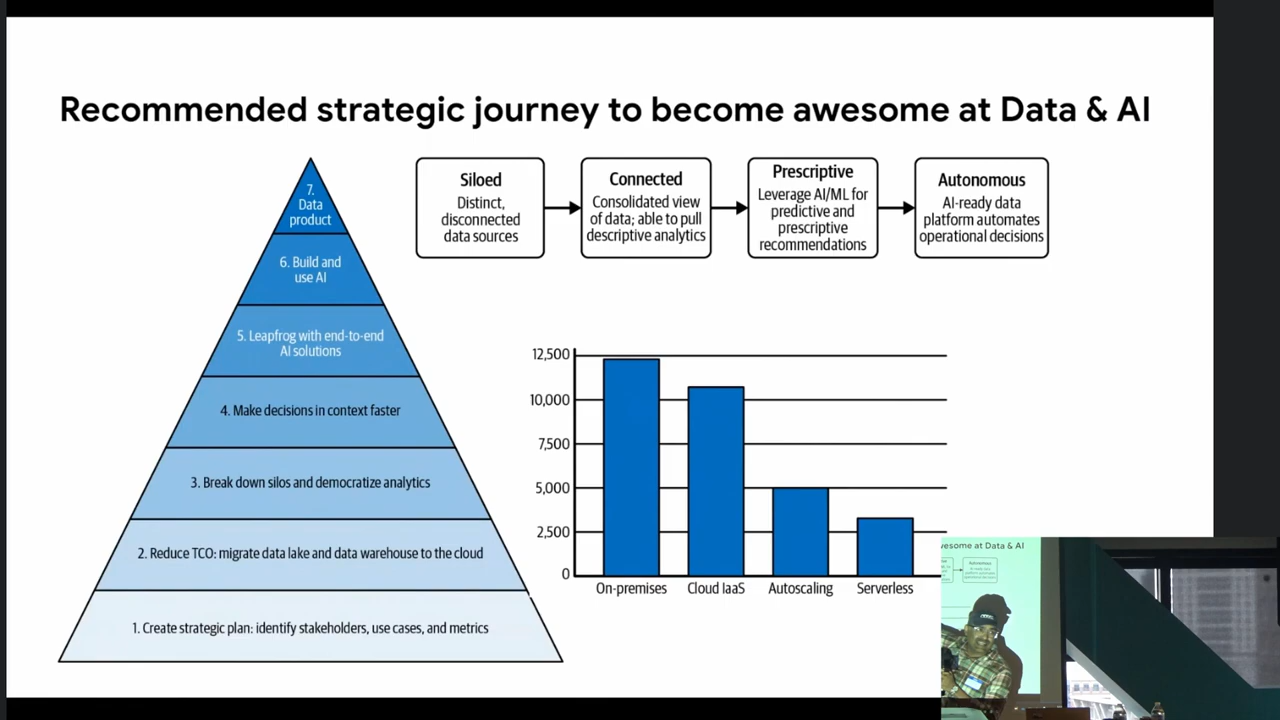 Recommended strategic journey to become awesome at Data & AI
7.
Data
product
6. Build and
use AI
5. Leapfrog with end-to-end
AI solutions
4. Make decisions in context faster
3. Break down silos and democratize analytics
2. Reduce TCO: migrate data lake and data warehouse to the cloud
1. Create strategic plan: identify stakeholders, use cases, and metrics
Siloed
Distinct,
disconnected
data sources
Connected
Consolidated view
of data; able to pull
descriptive analytics
Prescriptive
Leverage AI/ML for
predictive and
prescriptive
recommendations
Autonomous
AI-ready data
platform automates
operational decisions
12,500
10,000
7,500
5,000
2,500
0
On-premises
Cloud IaaS
Autoscaling
Serverless
esome at Data & AI